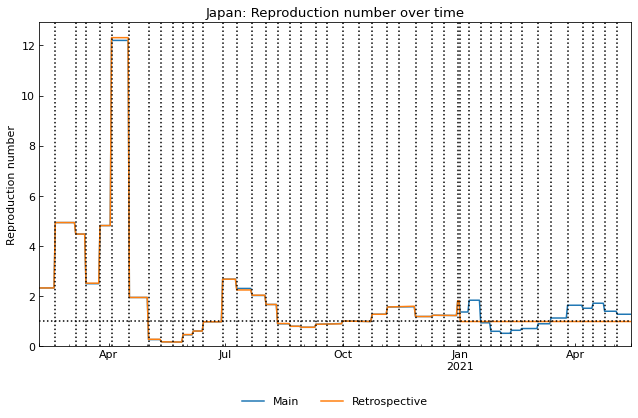 Japan: Reproduction number over time
Reproduction number
12
10
8
6
4
2
0
Apr Jul Oct Jan Apr
2021
Main Retrospective